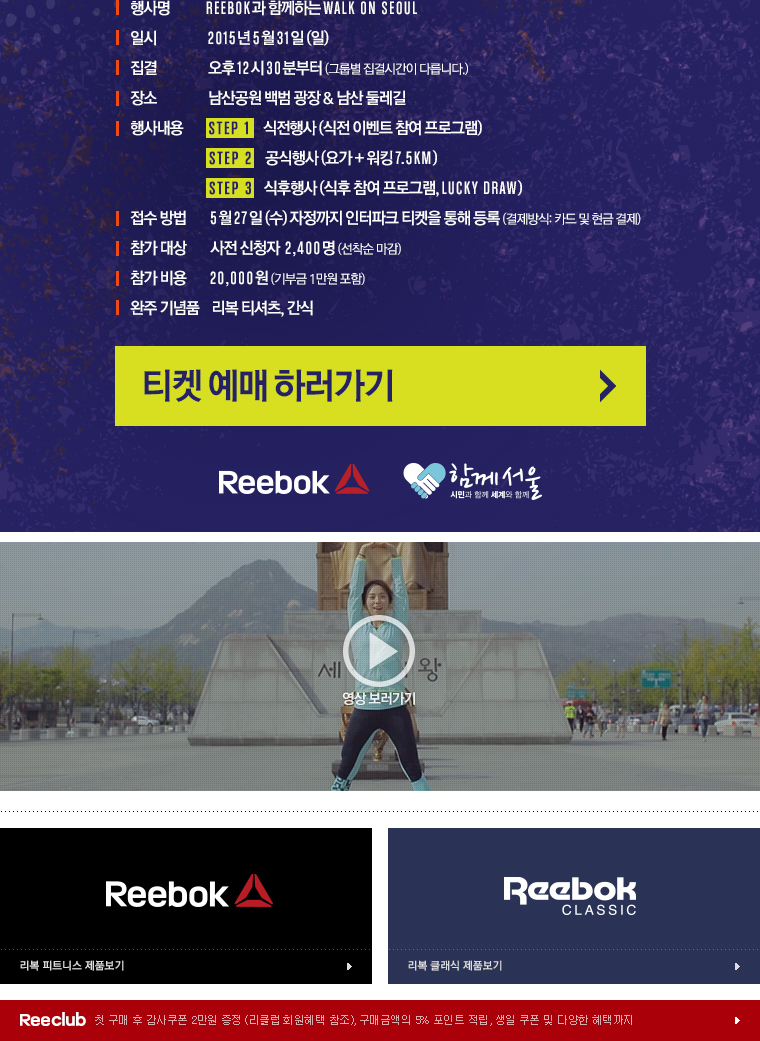 행사명 REEBOK과 함께하는 WALK ON SEOUL
일시 2015년 5월 31일 (일)
집결 오후 12시 30분부터 (그룹별 집결시간이 다릅니다.)
장소 남산공원 백범 광장 & 남산 둘레길
행사내용 STEP 1 식전행사 (식전 이벤트 참여 프로그램)
STEP 2 공식행사 (요가 + 워킹 7.5KM)
STEP 3 식후행사 (식후 참여 프로그램, LUCKY DRAW)
접수 방법 5월 27일 (수) 자정까지 인터파크 티켓을 통해 등록 (결제방식: 카드 및 현금 결제)
참가 대상 사전 신청자 2,400명 (선착순 마감)
참가 비용 20,000원 (기부금 1만원 포함)
완주 기념품 리복 티셔츠, 간식
티켓 예매 하러가기
Reebok 함께서울
시민과 함께 세계와 함께
세 왕
영상 보러가기
Reebok
리복 피트니스 제품보기
Reebok
CLASSIC
리복 클래식 제품보기
Reeclub 첫 구매 후 감사쿠폰 2만원 증정 (리클럽 회원혜택 참조), 구매금액의 5% 포인트 적립, 생일 쿠폰 및 다양한 혜택까지